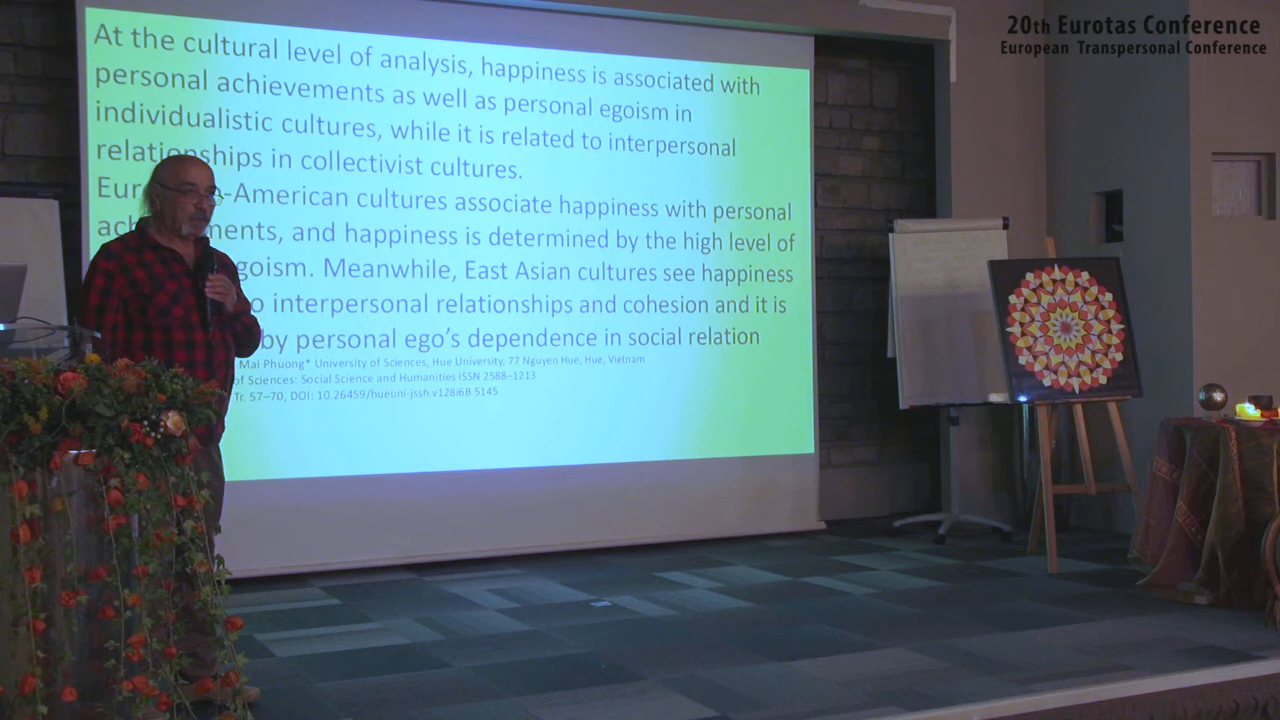 20th Eurotas Conference
European Transpersonal Conference
At the cultural level of analysis, happiness is associated with
personal achievements as well as personal egoism in
individualistic cultures, while it is related to interpersonal
relationships in collectivist cultures.
-American cultures associate happiness with personal
ments, and happiness is determined by the high level of
goism. Meanwhile, East Asian cultures see happiness
o interpersonal relationships and cohesion and it is
by personal ego's dependence in social relation
Mai Phuong* University of Sciences, Hue University, 77 Nguyen Hue, Hue, Vietnam
of Sciences: Social Science and Humanities ISSN 2588–1213
Tr. 57–70, DOI: 10.26459/hueuni-jssh.v128i6B.5145